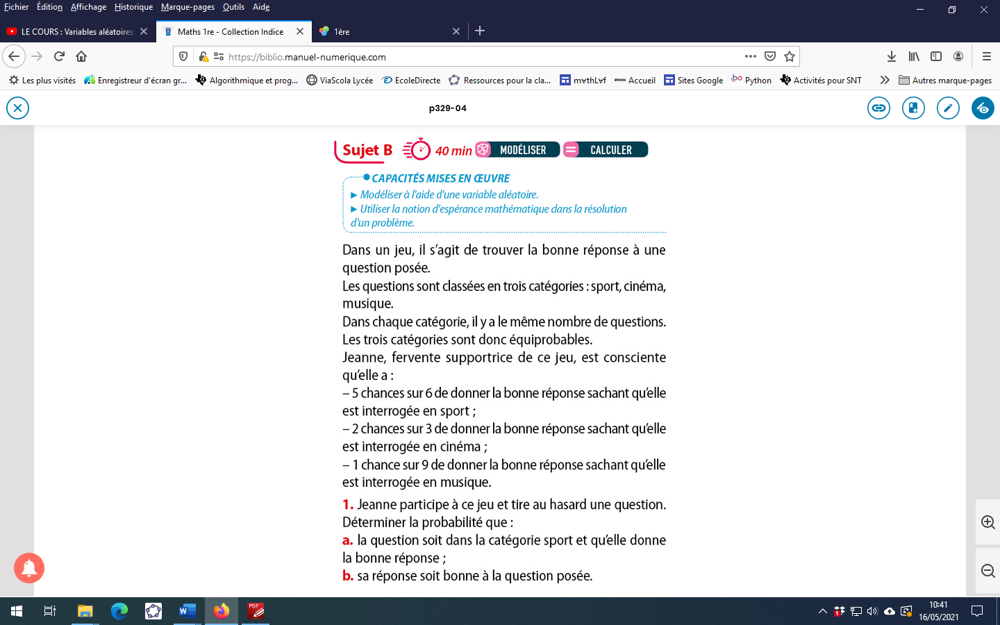 Fichier Édition Affichage Historique Marque-pages Outils Aide
LE COURS : Variables aléatoires
Maths 1re - Collection Indice
1ère
https://biblio.manuel-numerique.com
Les plus visités
Enregistreur d'écran gr...
Algorithmique et prog...
ViaScola Lycée
EcoleDirecte
Ressources pour la cla...
m∀thL∀f
Accueil
Sites Google
Python
Activités pour SNT
Autres marque-pages
p329-04
Sujet B 40 min MODÉLISER CALCULER
CAPACITÉS MISES EN ŒUVRE
► Modéliser à l'aide d'une variable aléatoire.
► Utiliser la notion d'espérance mathématique dans la résolution
d'un problème.
Dans un jeu, il s’agit de trouver la bonne réponse à une
question posée.
Les questions sont classées en trois catégories : sport, cinéma,
musique.
Dans chaque catégorie, il y a le même nombre de questions.
Les trois catégories sont donc équiprobables.
Jeanne, fervente supportrice de ce jeu, est consciente
qu’elle a :
– 5 chances sur 6 de donner la bonne réponse sachant qu’elle
est interrogée en sport ;
– 2 chances sur 3 de donner la bonne réponse sachant qu’elle
est interrogée en cinéma ;
– 1 chance sur 9 de donner la bonne réponse sachant qu’elle
est interrogée en musique.
1. Jeanne participe à ce jeu et tire au hasard une question.
Déterminer la probabilité que :
a. la question soit dans la catégorie sport et qu’elle donne
la bonne réponse ;
b. sa réponse soit bonne à la question posée.
PDF
10:41
16/05/2021